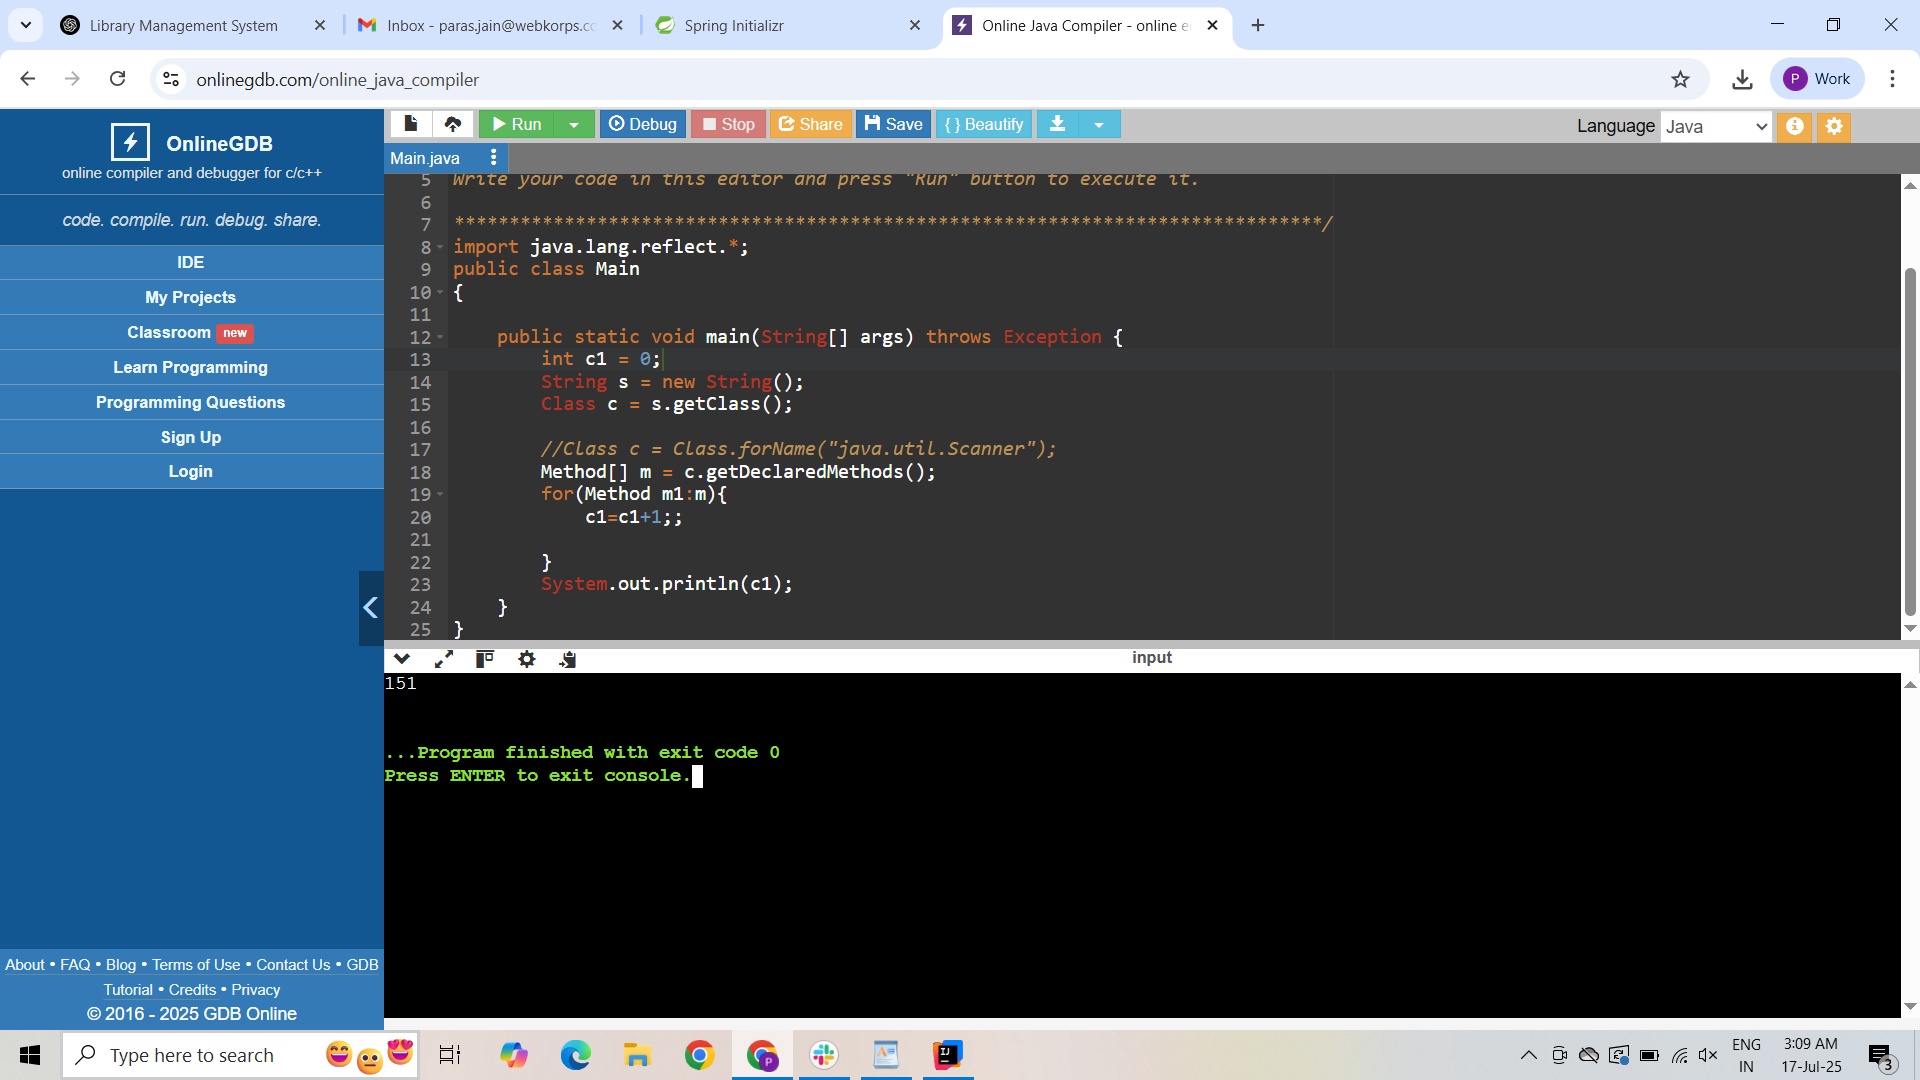 Library Management System
Inbox - paras.jain@webkorps.cc
Spring Initializr
Online Java Compiler - online e
onlinegdb.com/online_java_compiler
P Work
OnlineGDB
online compiler and debugger for c/c++
code. compile. run. debug. share.
IDE
My Projects
Classroom new
Learn Programming
Programming Questions
Sign Up
Login
About • FAQ • Blog • Terms of Use • Contact Us • GDB
Tutorial • Credits • Privacy
© 2016 - 2025 GDB Online
Run Debug Stop Share Save { } Beautify Language Java
Main.java
5 Write your code in this editor and press "Run" button to execute it.
6
7 *******************************************************************************/
8 import java.lang.reflect.*;
9 public class Main
10 {
11
12 public static void main(String[] args) throws Exception {
13 int c1 = 0;
14 String s = new String();
15 Class c = s.getClass();
16
17 //Class c = Class.forName("java.util.Scanner");
18 Method[] m = c.getDeclaredMethods();
19 for(Method m1:m){
20 c1=c1+1;;
21
22 }
23 System.out.println(c1);
24 }
25 }
input
151
...Program finished with exit code 0
Press ENTER to exit console.
Type here to search
ENG
IN
3:09 AM
17-Jul-25
3